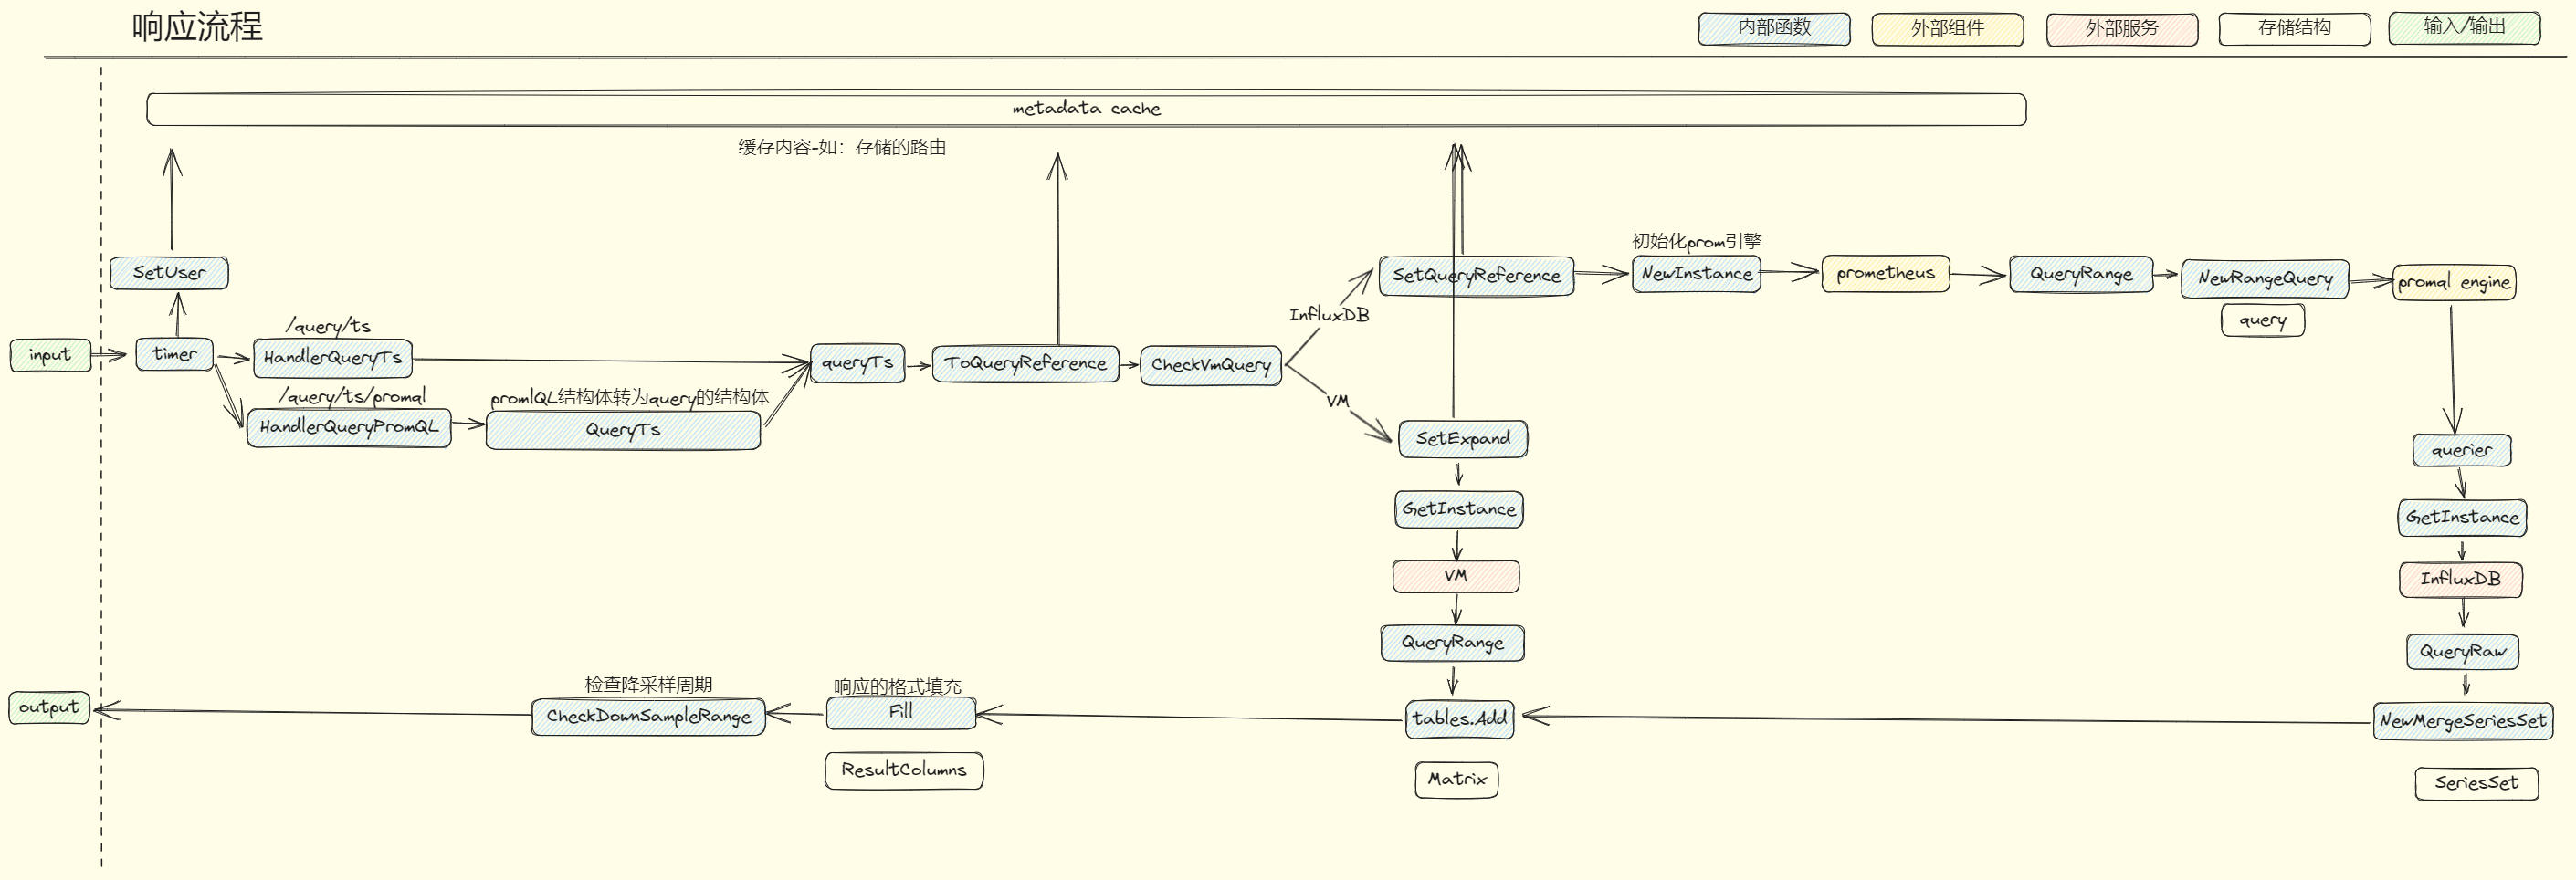 响应流程
内部函数
外部组件
外部服务
存储结构
输入/输出
metadata cache
缓存内容-如：存储的路由
SetUser
input
timer
/query/ts
HandlerQueryTs
/query/ts/promql
HandlerQueryPromQL
promlQL结构体转为query的结构体
QueryTs
queryTs
ToQueryReference
CheckVmQuery
InfluxDB
VM
SetQueryReference
初始化prom引擎
NewInstance
prometheus
QueryRange
NewRangeQuery
query
promql engine
SetExpand
GetInstance
VM
QueryRange
querier
GetInstance
InfluxDB
QueryRaw
output
检查降采样周期
CheckDownSampleRange
响应的格式填充
Fill
ResultColumns
tables.Add
Matrix
NewMergeSeriesSet
SeriesSet